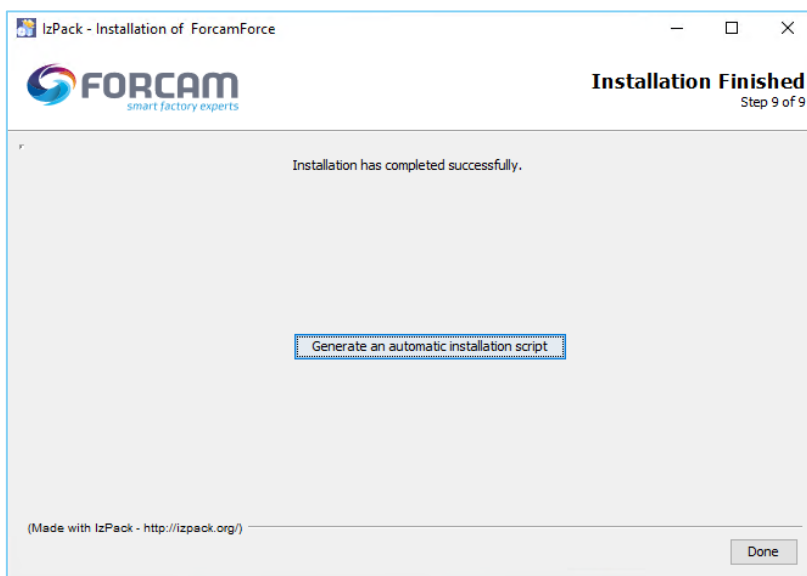 IzPack - Installation of ForcamForce
FORCAM
smart factory experts
Installation Finished
Step 9 of 9
Installation has completed successfully.
Generate an automatic installation script
(Made with IzPack - http://izpack.org/)
Done